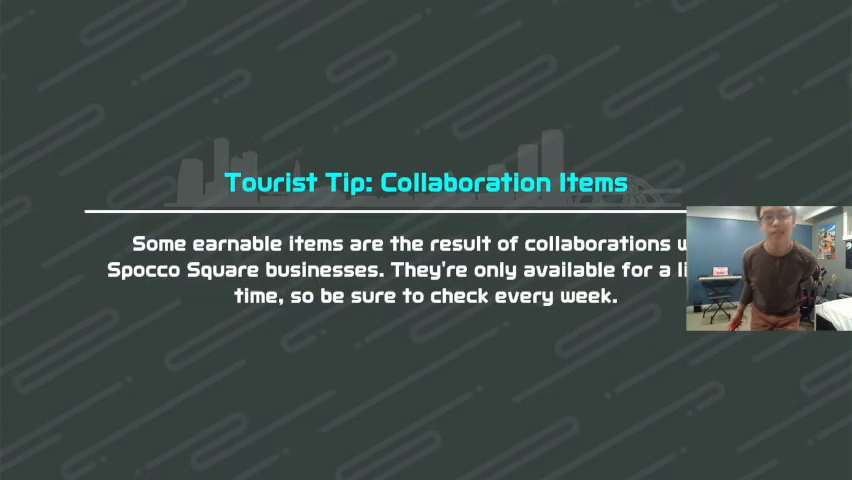 Tourist Tip: Collaboration Items
Some earnable items are the result of collaborations
Spocco Square businesses. They're only available for a
time, so be sure to check every week.